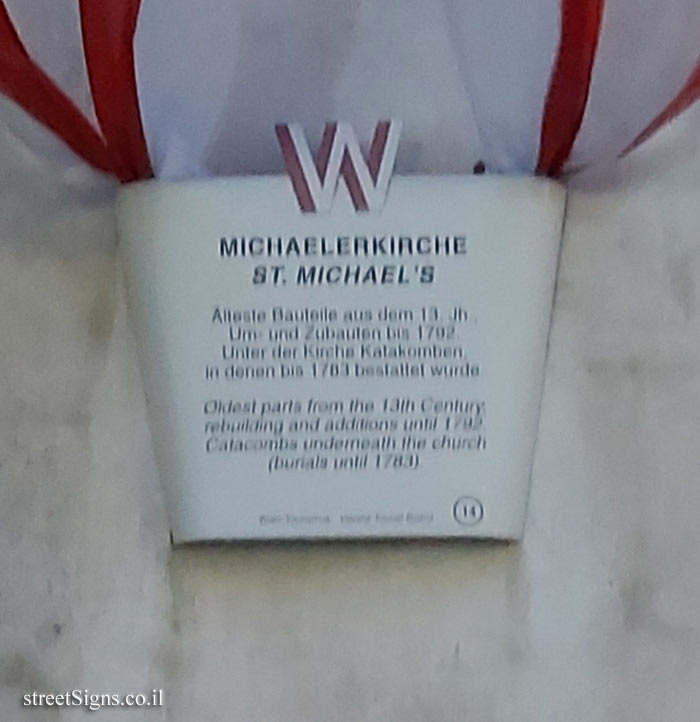 W
MICHAELERKIRCHE
ST. MICHAEL'S
Älteste Bauteile aus dem 13. Jh.,
Um- und Zubauten bis 1792.
Unter der Kirche Katakomben,
in denen bis 1783 bestattet wurde.
Oldest parts from the 13th Century,
rebuilding and additions until 1792.
Catacombs underneath the church
(burials until 1783)
14
streetSigns.co.il